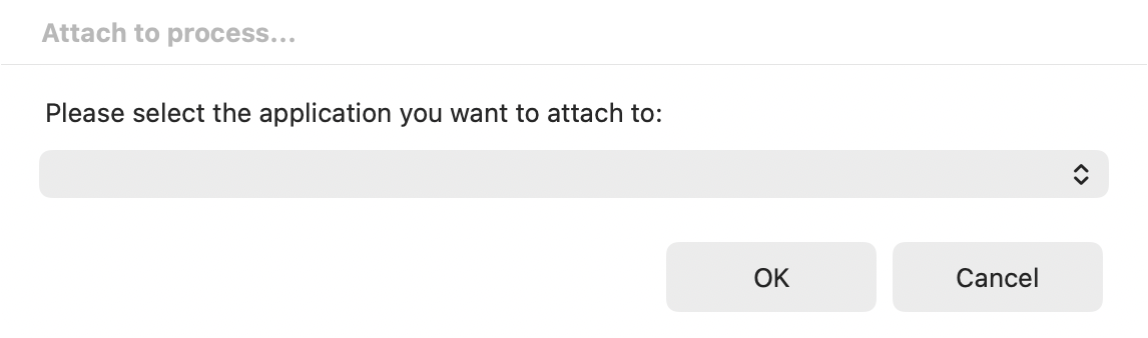 Attach to process...
Please select the application you want to attach to:
OK
Cancel